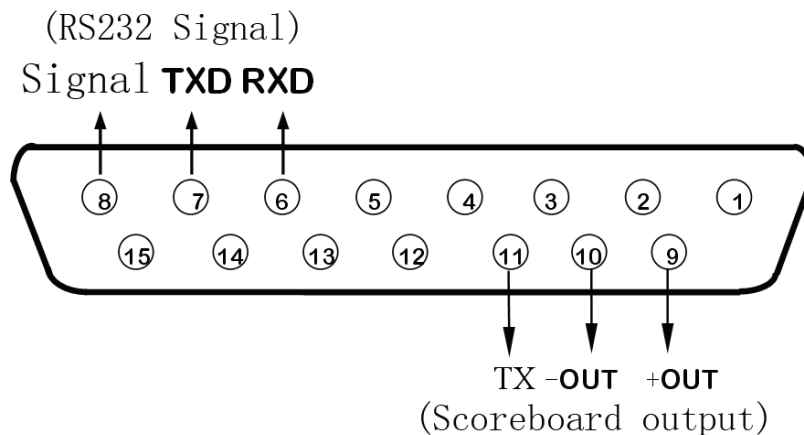 (RS232 Signal)
Signal TXD RXD
8 7 6 5 4 3 2 1
15 14 13 12 11 10 9
TX -OUT +OUT
(Scoreboard output)